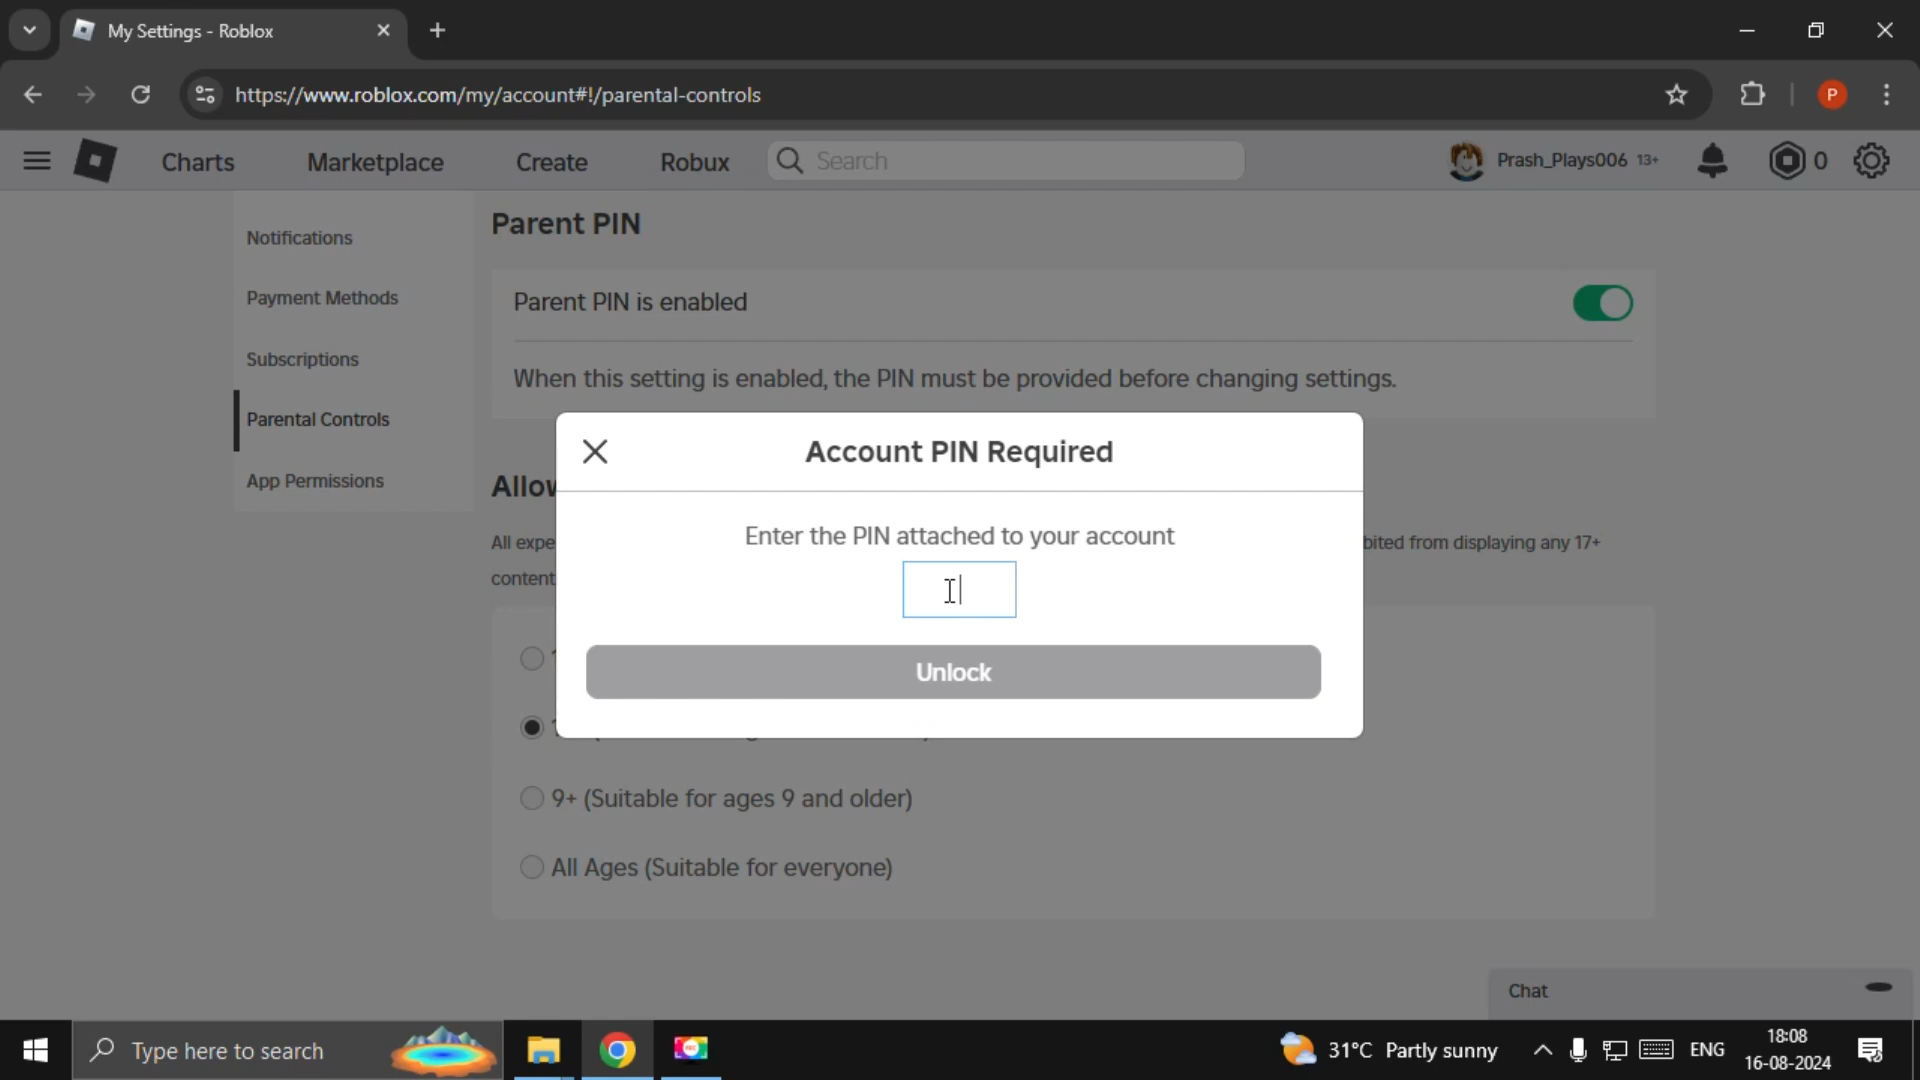 My Settings - Roblox
https://www.roblox.com/my/account#!/parental-controls
P
Charts
Marketplace
Create
Robux
Search
Prash_Plays006 13+
0
Notifications
Payment Methods
Subscriptions
Parental Controls
App Permissions
Parent PIN
Parent PIN is enabled
When this setting is enabled, the PIN must be provided before changing settings.
Account PIN Required
Enter the PIN attached to your account
Unlock
All expe
bited from displaying any 17+
content
9+ (Suitable for ages 9 and older)
All Ages (Suitable for everyone)
Chat
Type here to search
31°C Partly sunny
ENG
18:08
16-08-2024